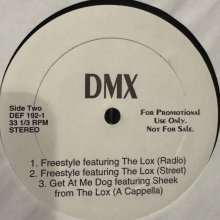 DMX
Side Two
DEF 192-1
33 1/3 RPM
STEREO
For Promotional
Use Only.
Not For Sale.
1. Freestyle featuring The Lox (Radio)
2. Freestyle featuring The Lox (Street)
3. Get At Me Dog featuring Sheek
from The Lox (A Capella)